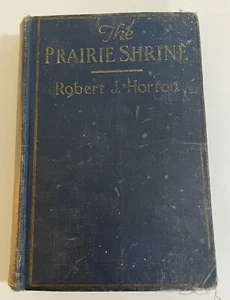 The
PRAIRIE SHRINE
Robert J. Horton